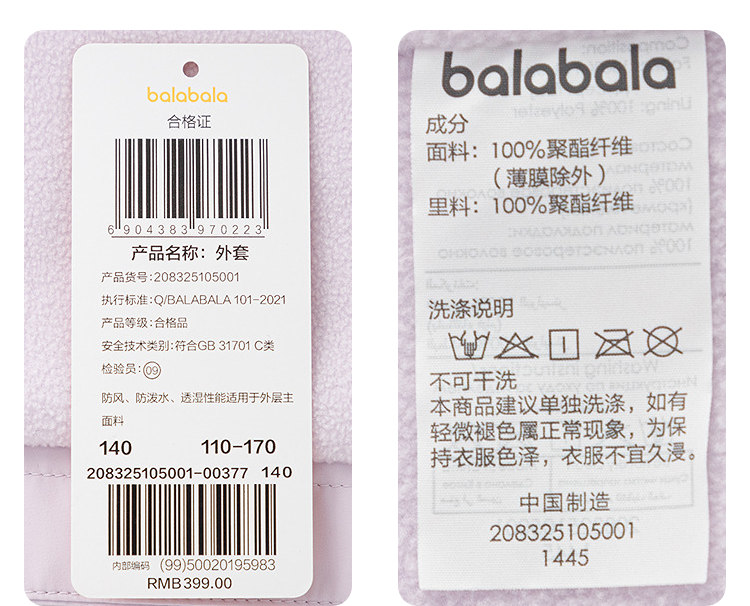 balabala
合格证
6 904383 970223
产品名称：外套
产品货号:208325105001
执行标准:Q/BALABALA 101-2021
产品等级:合格品
安全技术类别:符合GB 31701 C类
检验员:09
防风、防泼水、透湿性能适用于外层主
面料
140 110-170
208325105001-00377 140
内部编码 (99)50020195983
RMB399.00
balabala
成分
面料：100%聚酯纤维
（薄膜除外）
里料：100%聚酯纤维
洗涤说明
不可干洗
本商品建议单独洗涤，如有
轻微褪色属正常现象，为保
持衣服色泽，衣服不宜久浸。
中国制造
208325105001
1445